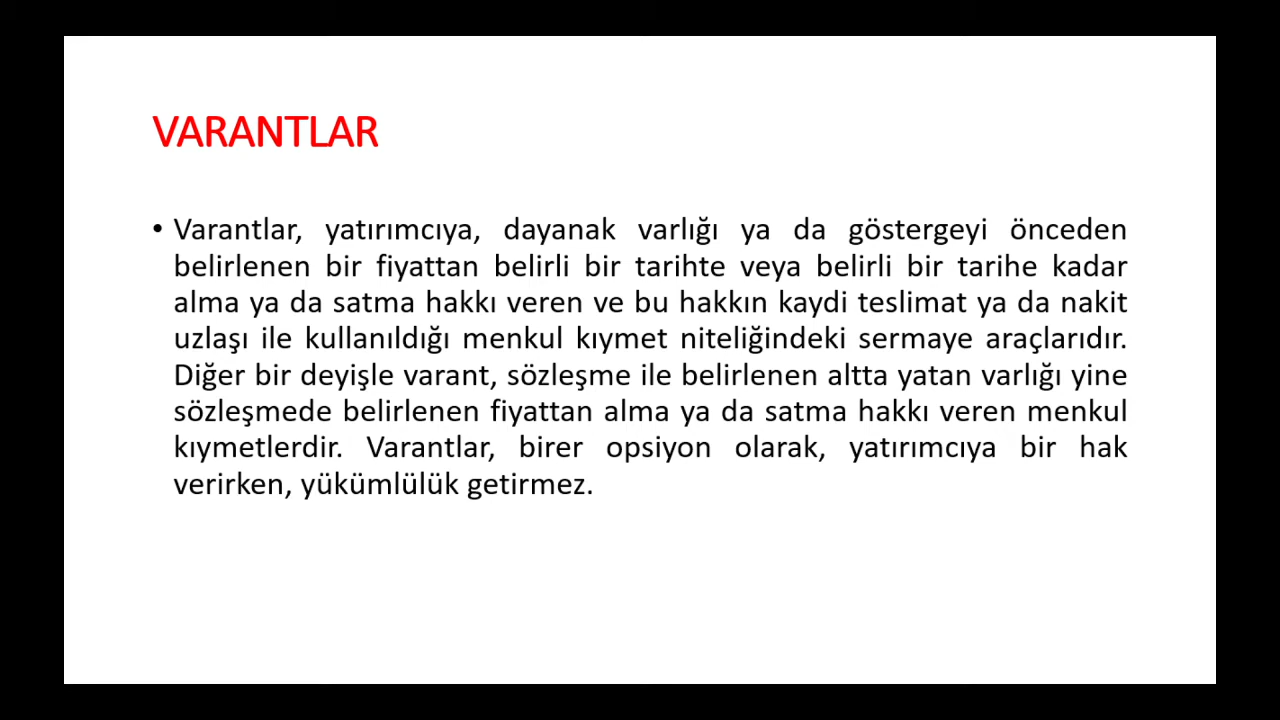 VARANTLAR
• Varantlar, yatırımcıya, dayanak varlığı ya da göstergeyi önceden
belirlenen bir fiyattan belirli bir tarihte veya belirli bir tarihe kadar
alma ya da satma hakkı veren ve bu hakkın kaydi teslimat ya da nakit
uzlaşı ile kullanıldığı menkul kıymet niteliğindeki sermaye araçlarıdır.
Diğer bir deyişle varant, sözleşme ile belirlenen altta yatan varlığı yine
sözleşmede belirlenen fiyattan alma ya da satma hakkı veren menkul
kıymetlerdir. Varantlar, birer opsiyon olarak, yatırımcıya bir hak
verirken, yükümlülük getirmez.